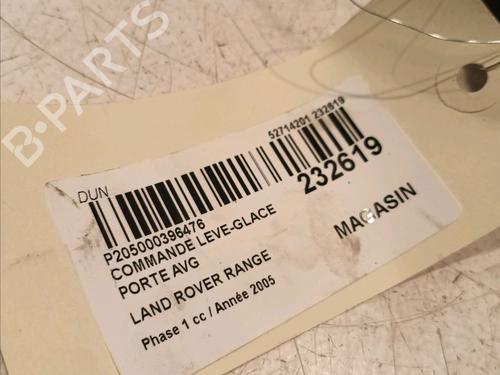 B-PARTS
DUN
52714201 232619
232619
P205000396476
COMMANDE LEVE-GLACE
PORTE AVG
MAGASIN
LAND ROVER RANGE
Phase 1 cc / Année 2005